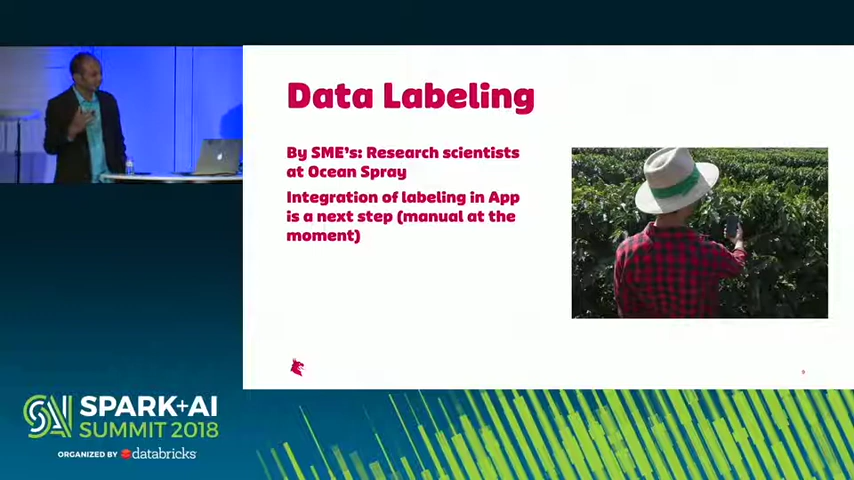 Data Labeling
By SME's: Research scientists
at Ocean Spray
Integration of labeling in App
is a next step (manual at the
moment)
9
SPARK+AI
SUMMIT 2018
ORGANIZED BY databricks